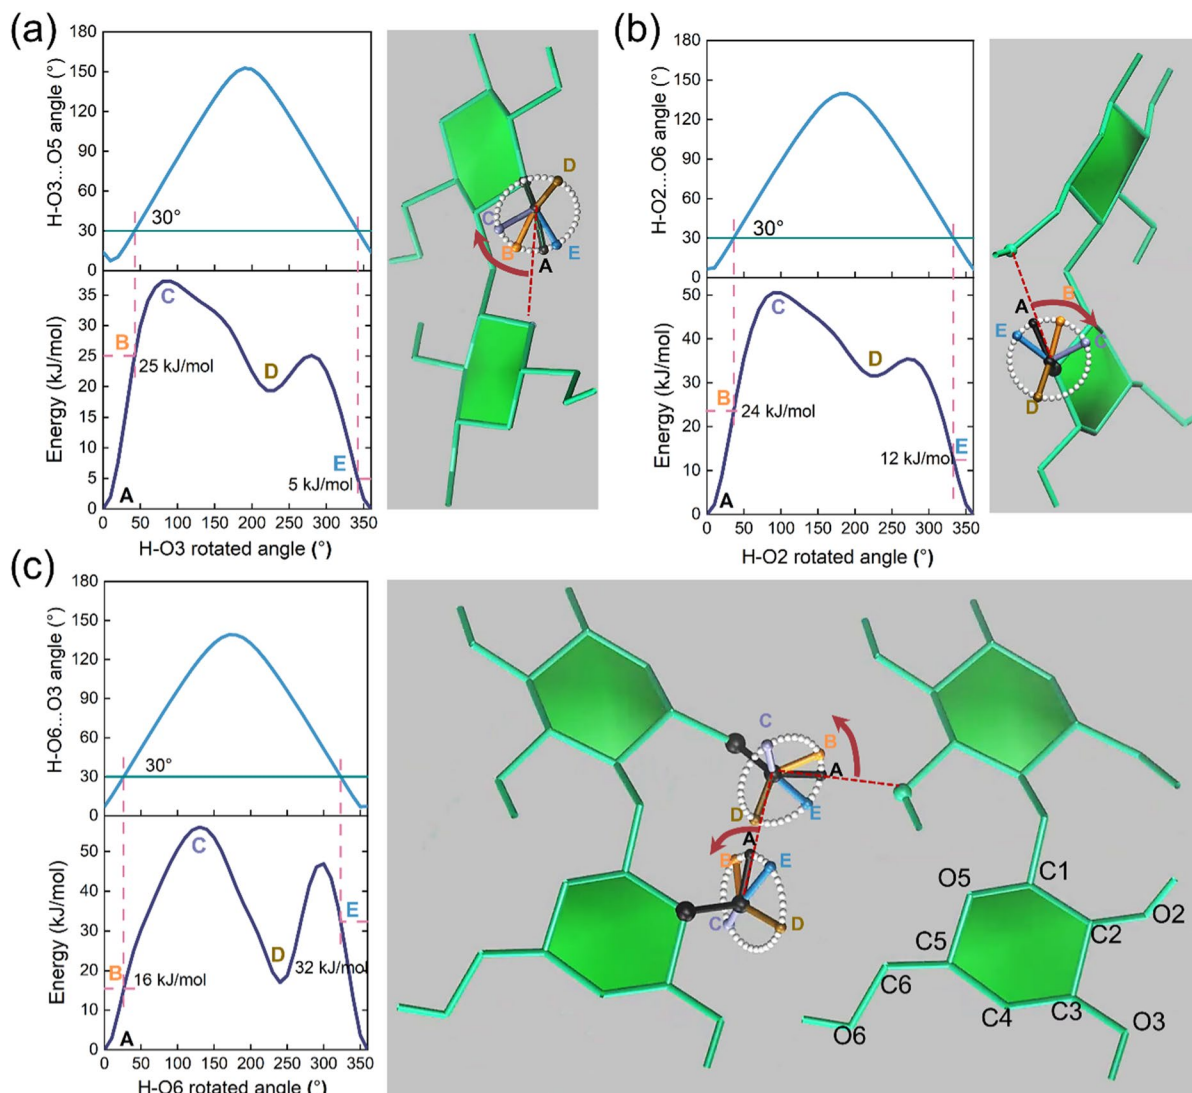 (a)
H-O3...O5 angle (°)
180
150
120
90
60
30
0
30°
Energy (kJ/mol)
35
30
25
20
15
10
5
0
A
B
25 kJ/mol
C
D
E
5 kJ/mol
0 50 100 150 200 250 300 350
H-O3 rotated angle (°)
D
C
B
A
E
(b)
H-O2...O6 angle (°)
180
150
120
90
60
30
0
30°
Energy (kJ/mol)
50
40
30
20
10
0
A
B
24 kJ/mol
C
D
E
12 kJ/mol
0 50 100 150 200 250 300 350
H-O2 rotated angle (°)
A
B
E
C
D
(c)
H-O6...O3 angle (°)
180
150
120
90
60
30
0
30°
Energy (kJ/mol)
50
40
30
20
10
0
A
B
16 kJ/mol
C
D
32 kJ/mol
E
0 50 100 150 200 250 300 350
H-O6 rotated angle (°)
C
B
A
D
E
A
B
E
C
D
C1
O5
O2
C2
C5
C6
C4
C3
O3
O6